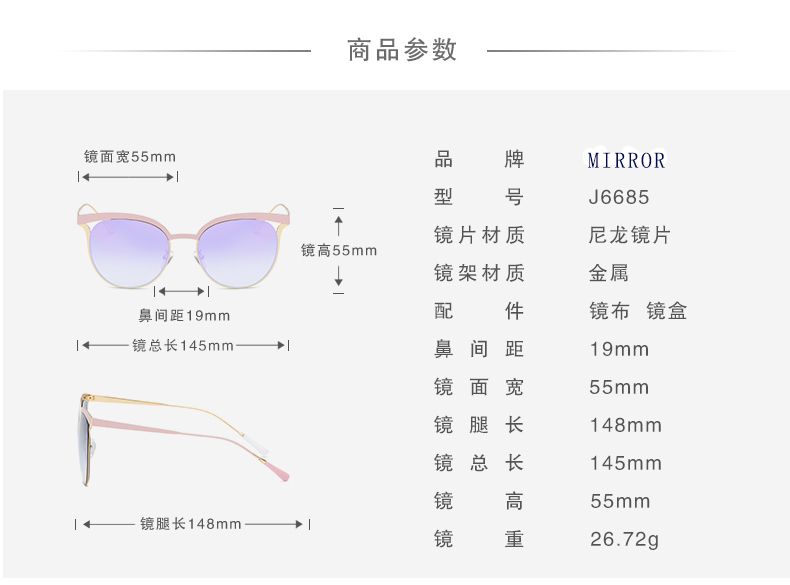 商品参数
镜面宽55mm
镜高55mm
鼻间距19mm
镜总长145mm
镜腿长148mm
品牌 MIRROR
型号 J6685
镜片材质 尼龙镜片
镜架材质 金属
配件 镜布 镜盒
鼻间距 19mm
镜面宽 55mm
镜腿长 148mm
镜总长 145mm
镜高 55mm
镜重 26.72g